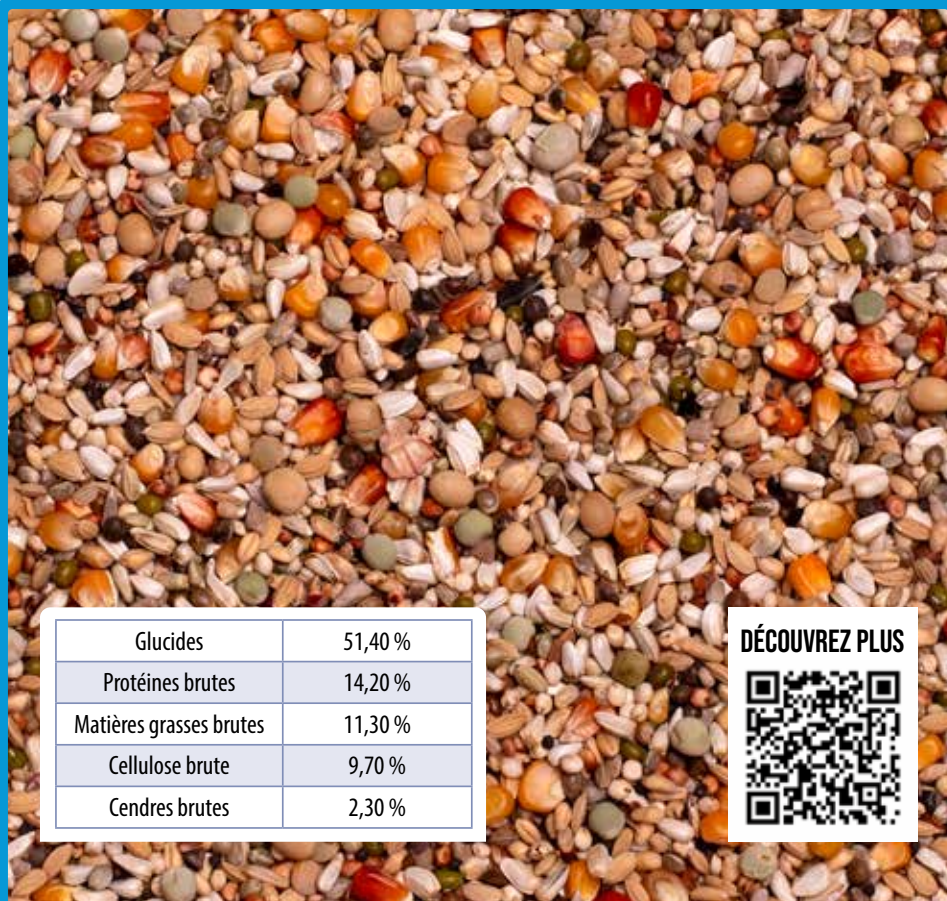 Glucides 51,40 %
Protéines brutes 14,20 %
Matières grasses brutes 11,30 %
Cellulose brute 9,70 %
Cendres brutes 2,30 %
DÉCOUVREZ PLUS